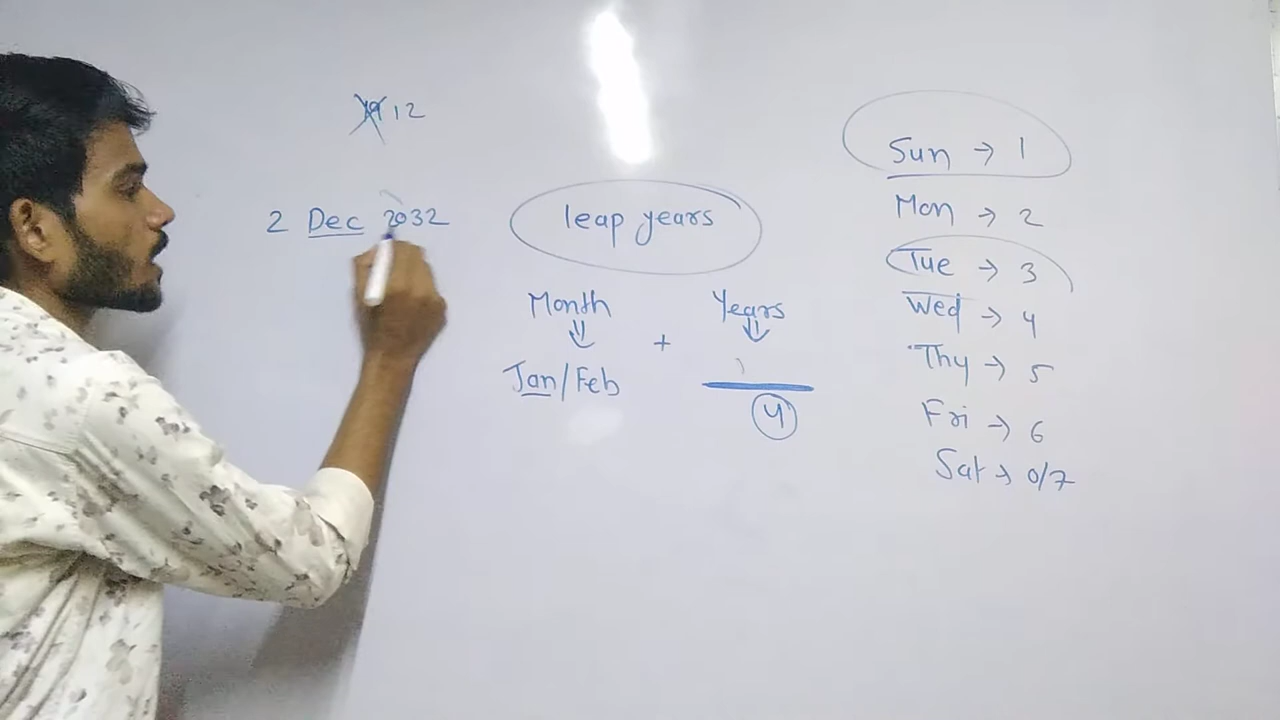 12
2 Dec 2032
leap years
Month + Years
Jan/Feb
4
Sun → 1
Mon → 2
Tue → 3
Wed → 4
Thy → 5
Fri → 6
Sat → 0/7